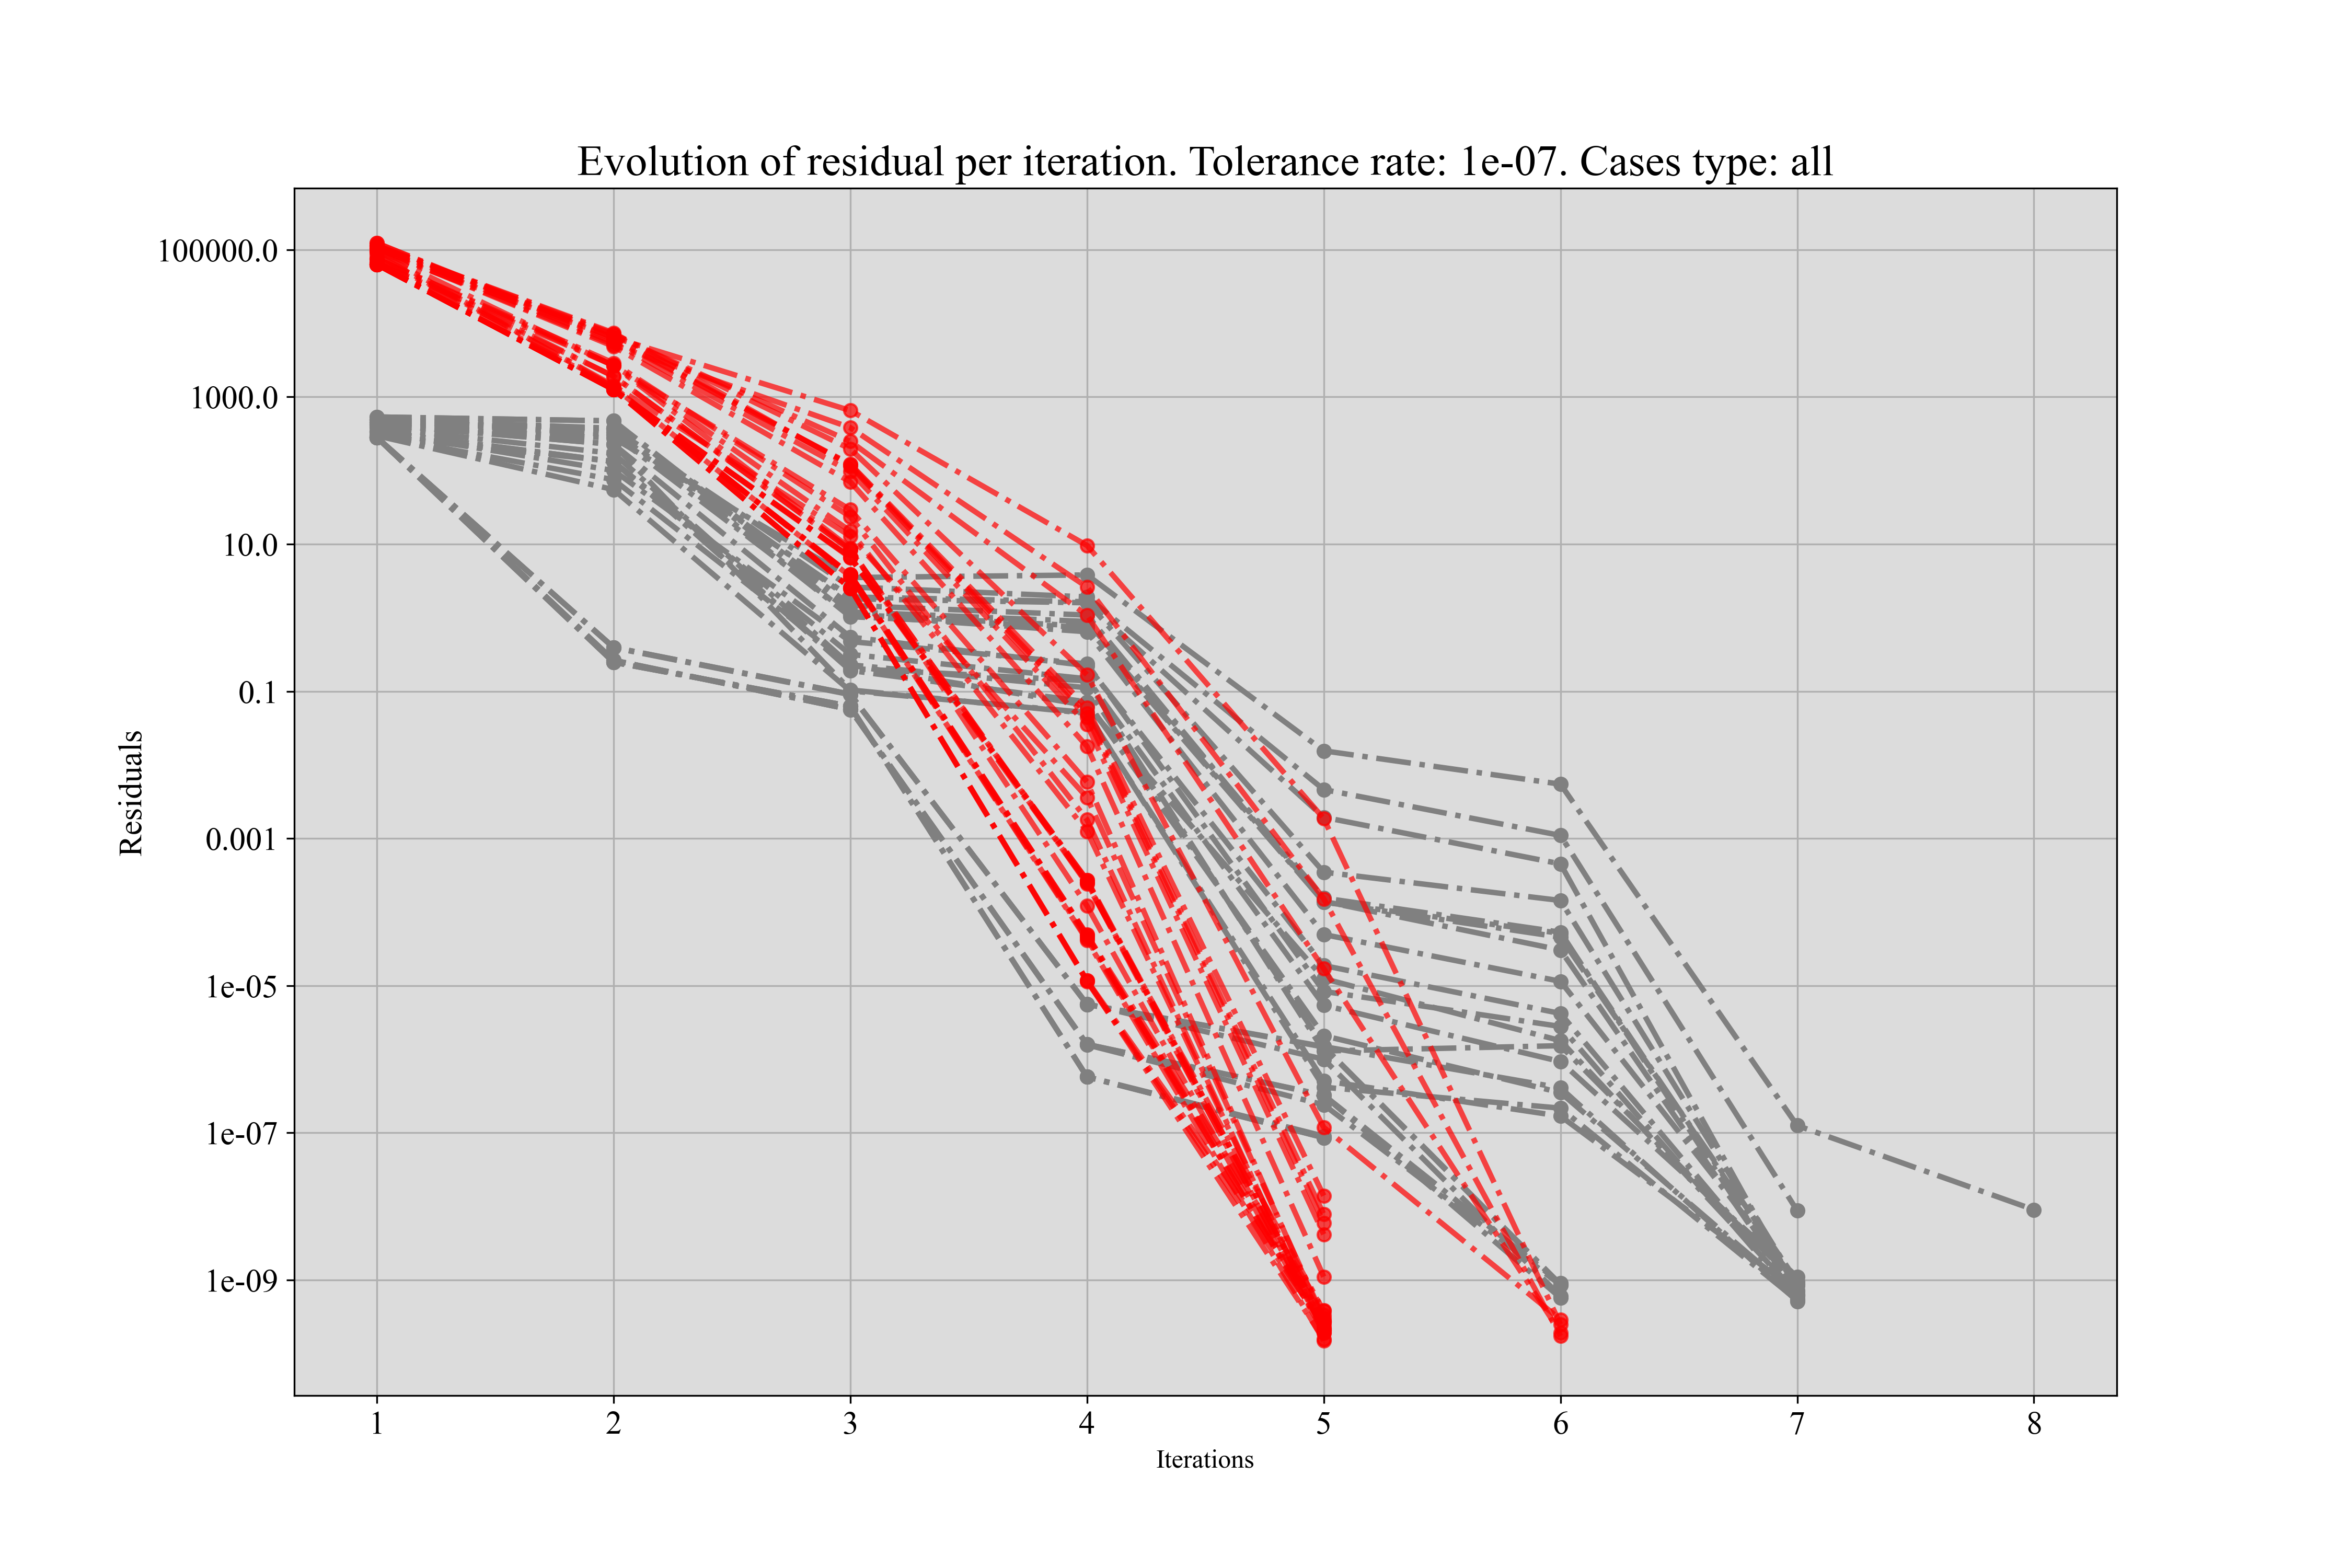 Evolution of residual per iteration. Tolerance rate: 1e-07. Cases type: all
100000.0
1000.0
10.0
0.1
0.001
1e-05
1e-07
1e-09
Residuals
1 2 3 4 5 6 7 8
Iterations